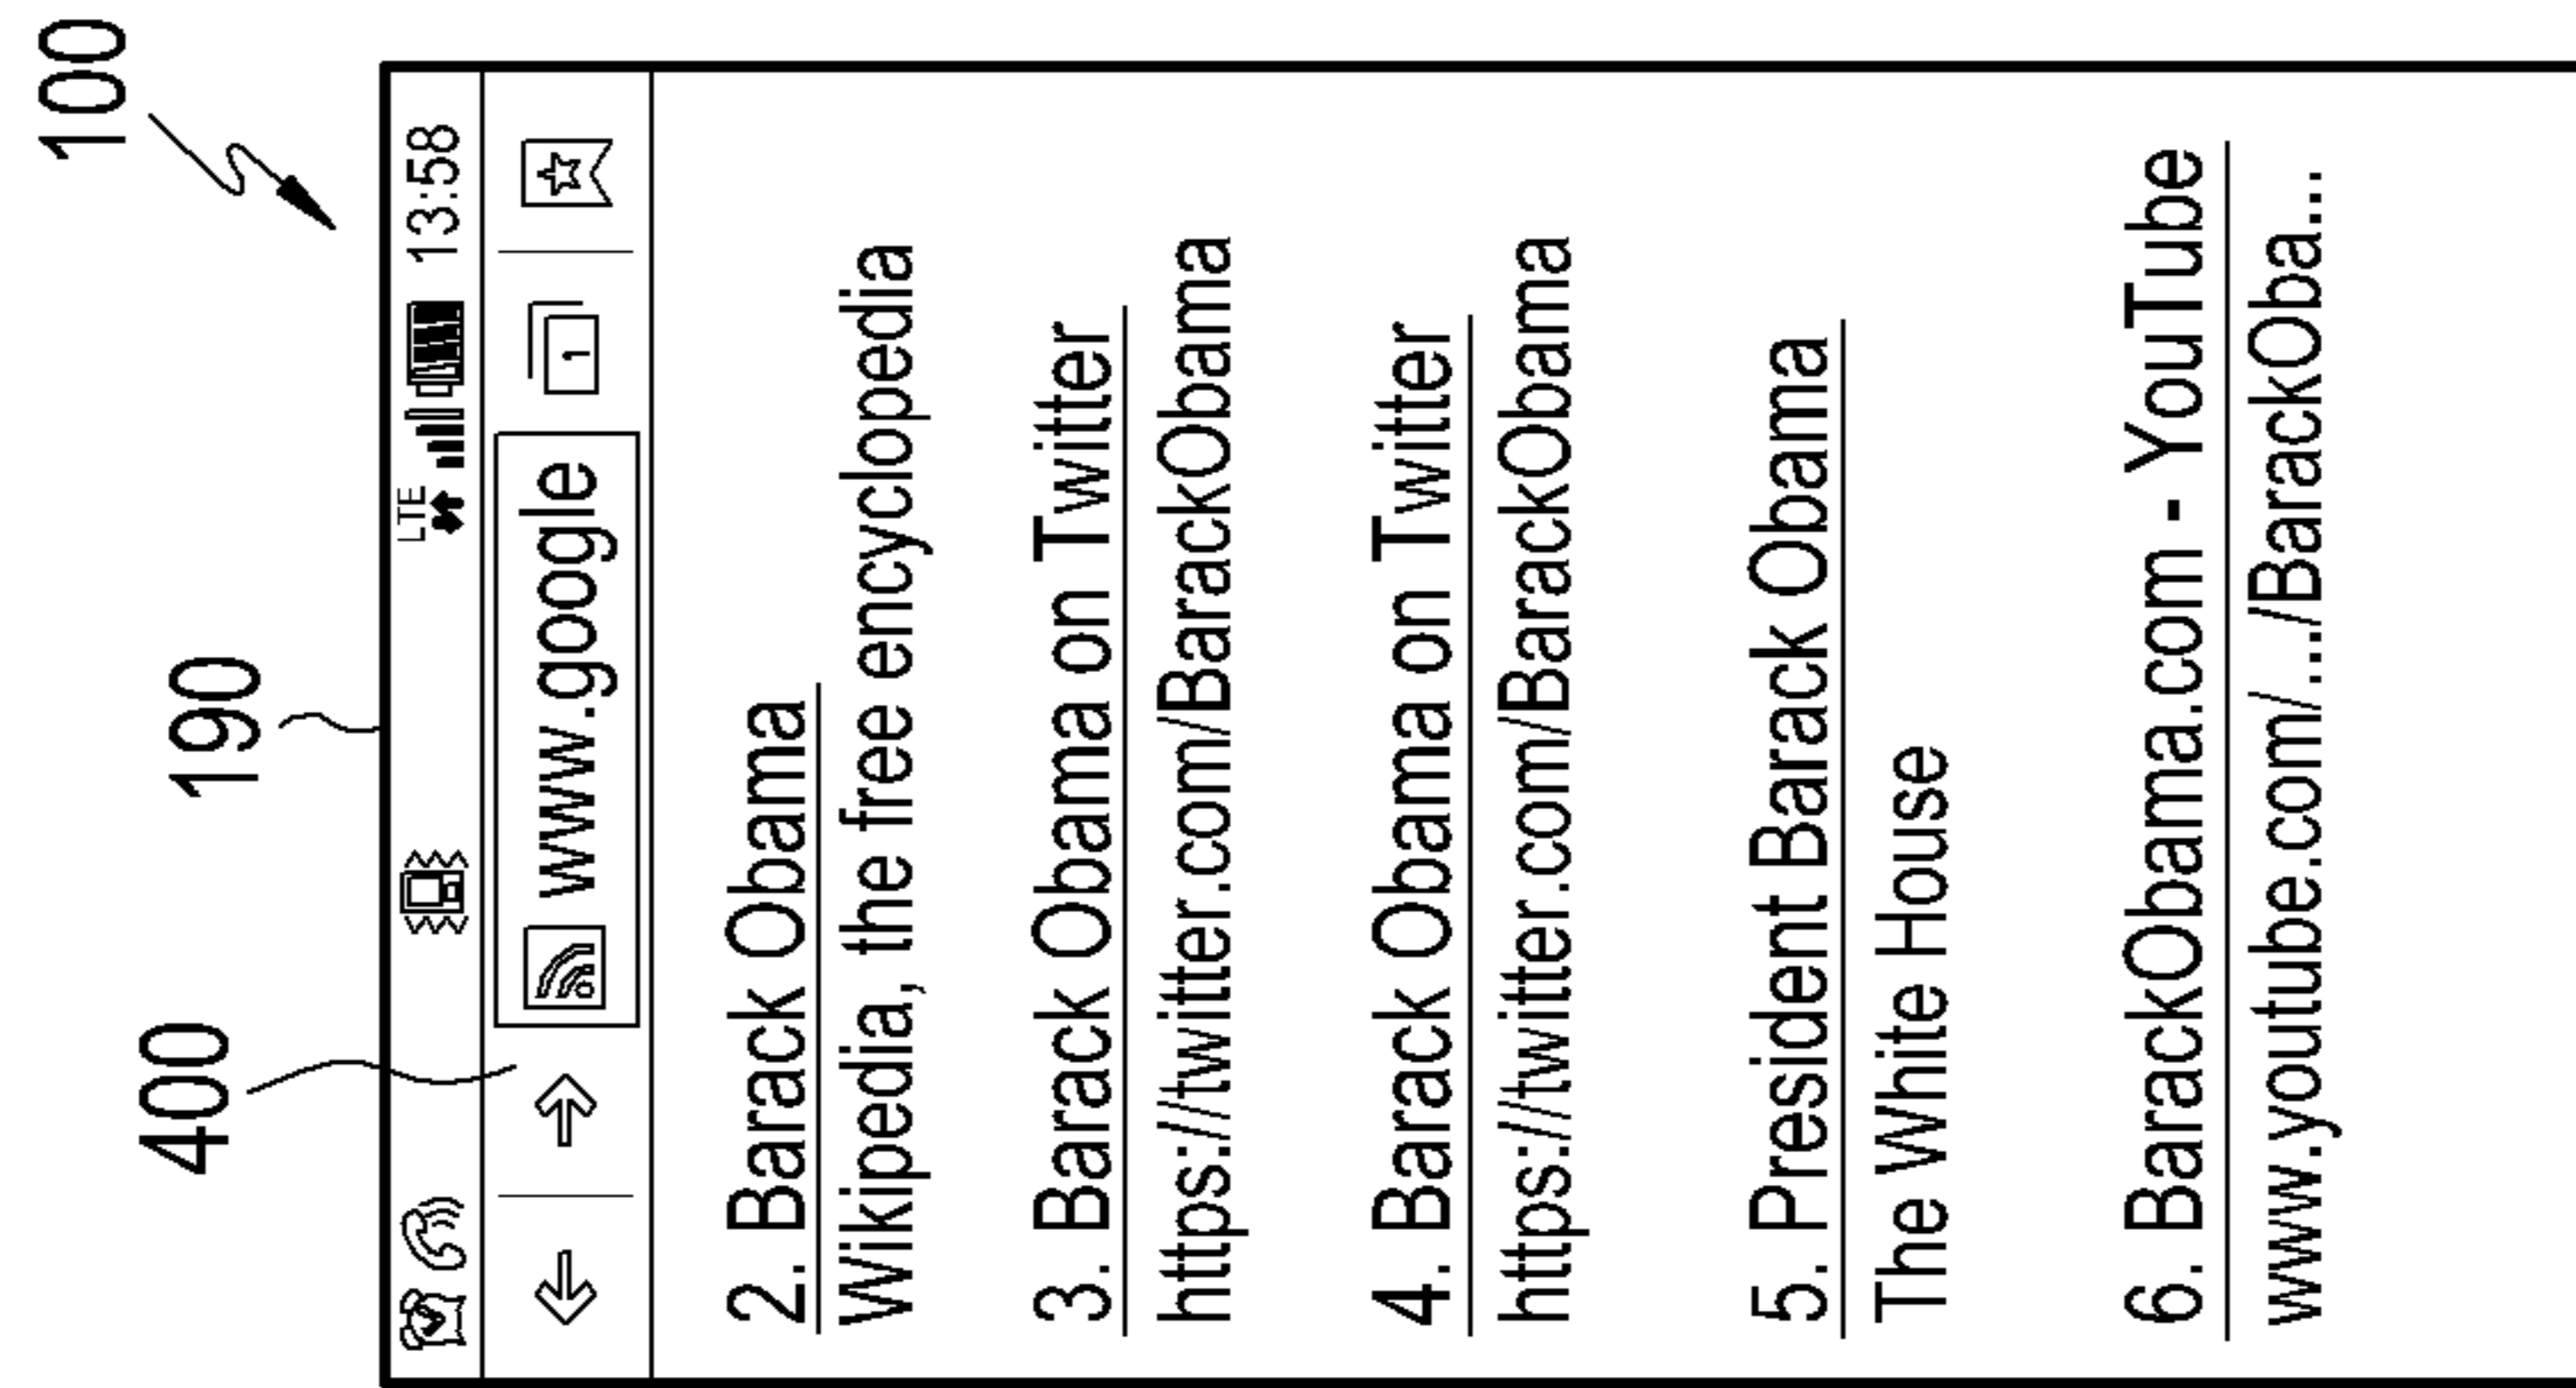 100
190
400
LTE
13:58
www.google
1
2. Barack Obama
Wikipedia, the free encyclopedia
3. Barack Obama on Twitter
https://twitter.com/BarackObama
4. Barack Obama on Twitter
https://twitter.com/BarackObama
5. President Barack Obama
The White House
6. BarackObama.com - YouTube
www.youtube.com/.../BarackOba...